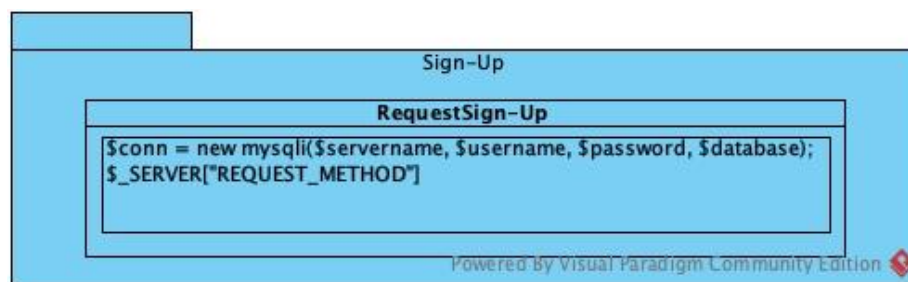 Sign-Up
RequestSign-Up
$conn = new mysqli($servername, $username, $password, $database);
$_SERVER["REQUEST_METHOD"]
Powered By Visual Paradigm Community Edition